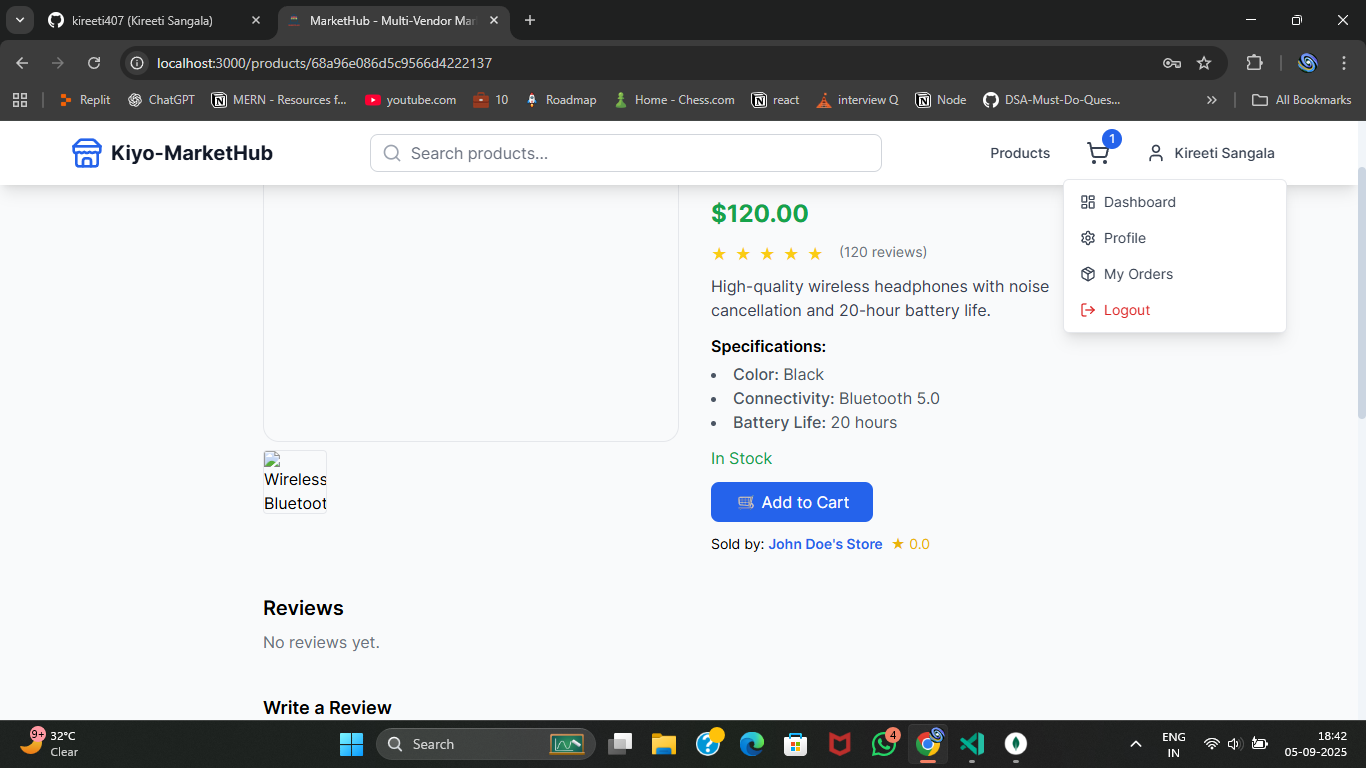 kireeti407 (Kireeti Sangala)
MarketHub - Multi-Vendor Mar
localhost:3000/products/68a96e086d5c9566d4222137
Replit
ChatGPT
MERN - Resources f...
youtube.com
10
Roadmap
Home - Chess.com
react
interview Q
Node
DSA-Must-Do-Ques...
All Bookmarks
Kiyo-MarketHub
Search products...
Products
1
Kireeti Sangala
Dashboard
Profile
My Orders
Logout
$120.00
(120 reviews)
High-quality wireless headphones with noise
cancellation and 20-hour battery life.
Specifications:
Color: Black
Connectivity: Bluetooth 5.0
Battery Life: 20 hours
In Stock
Add to Cart
Sold by: John Doe's Store ★ 0.0
Wireless
Bluetoot
Reviews
No reviews yet.
Write a Review
9+
32°C
Clear
Search
4
ENG
IN
18:42
05-09-2025